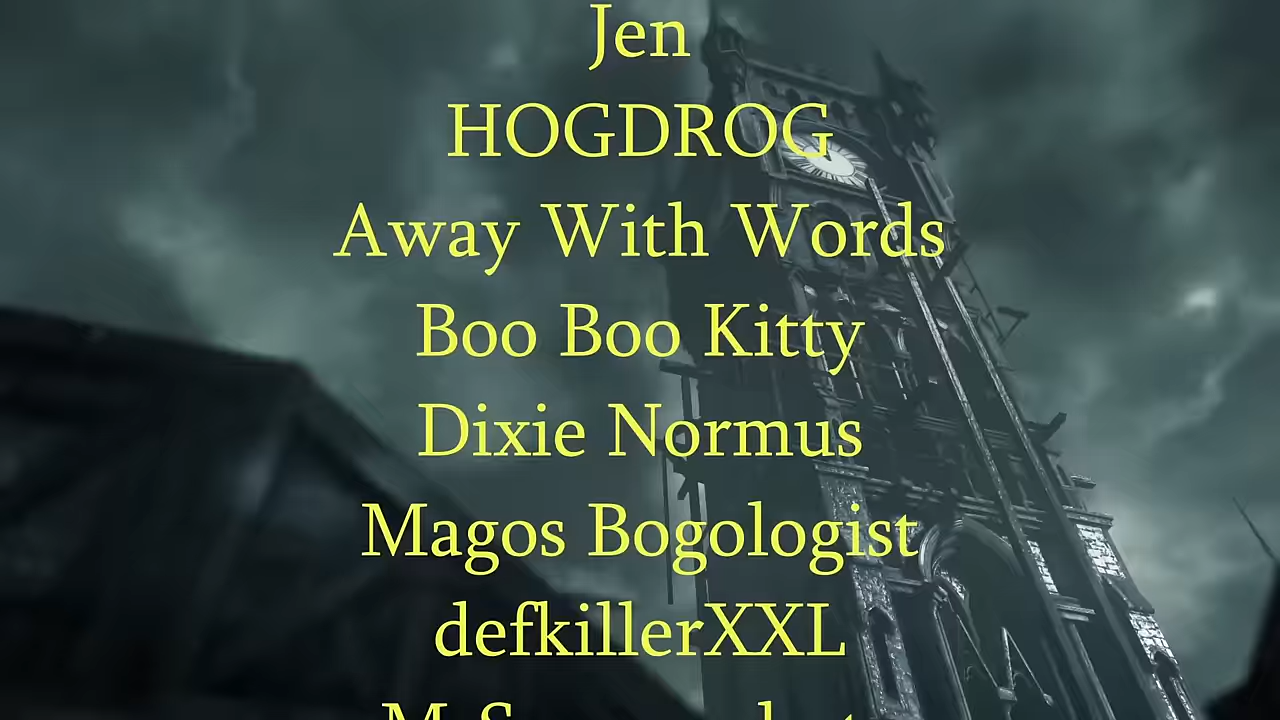 Jen
HOGDROG
Away With Words
Boo Boo Kitty
Dixie Normus
Magos Bogologist
defkillerXXL